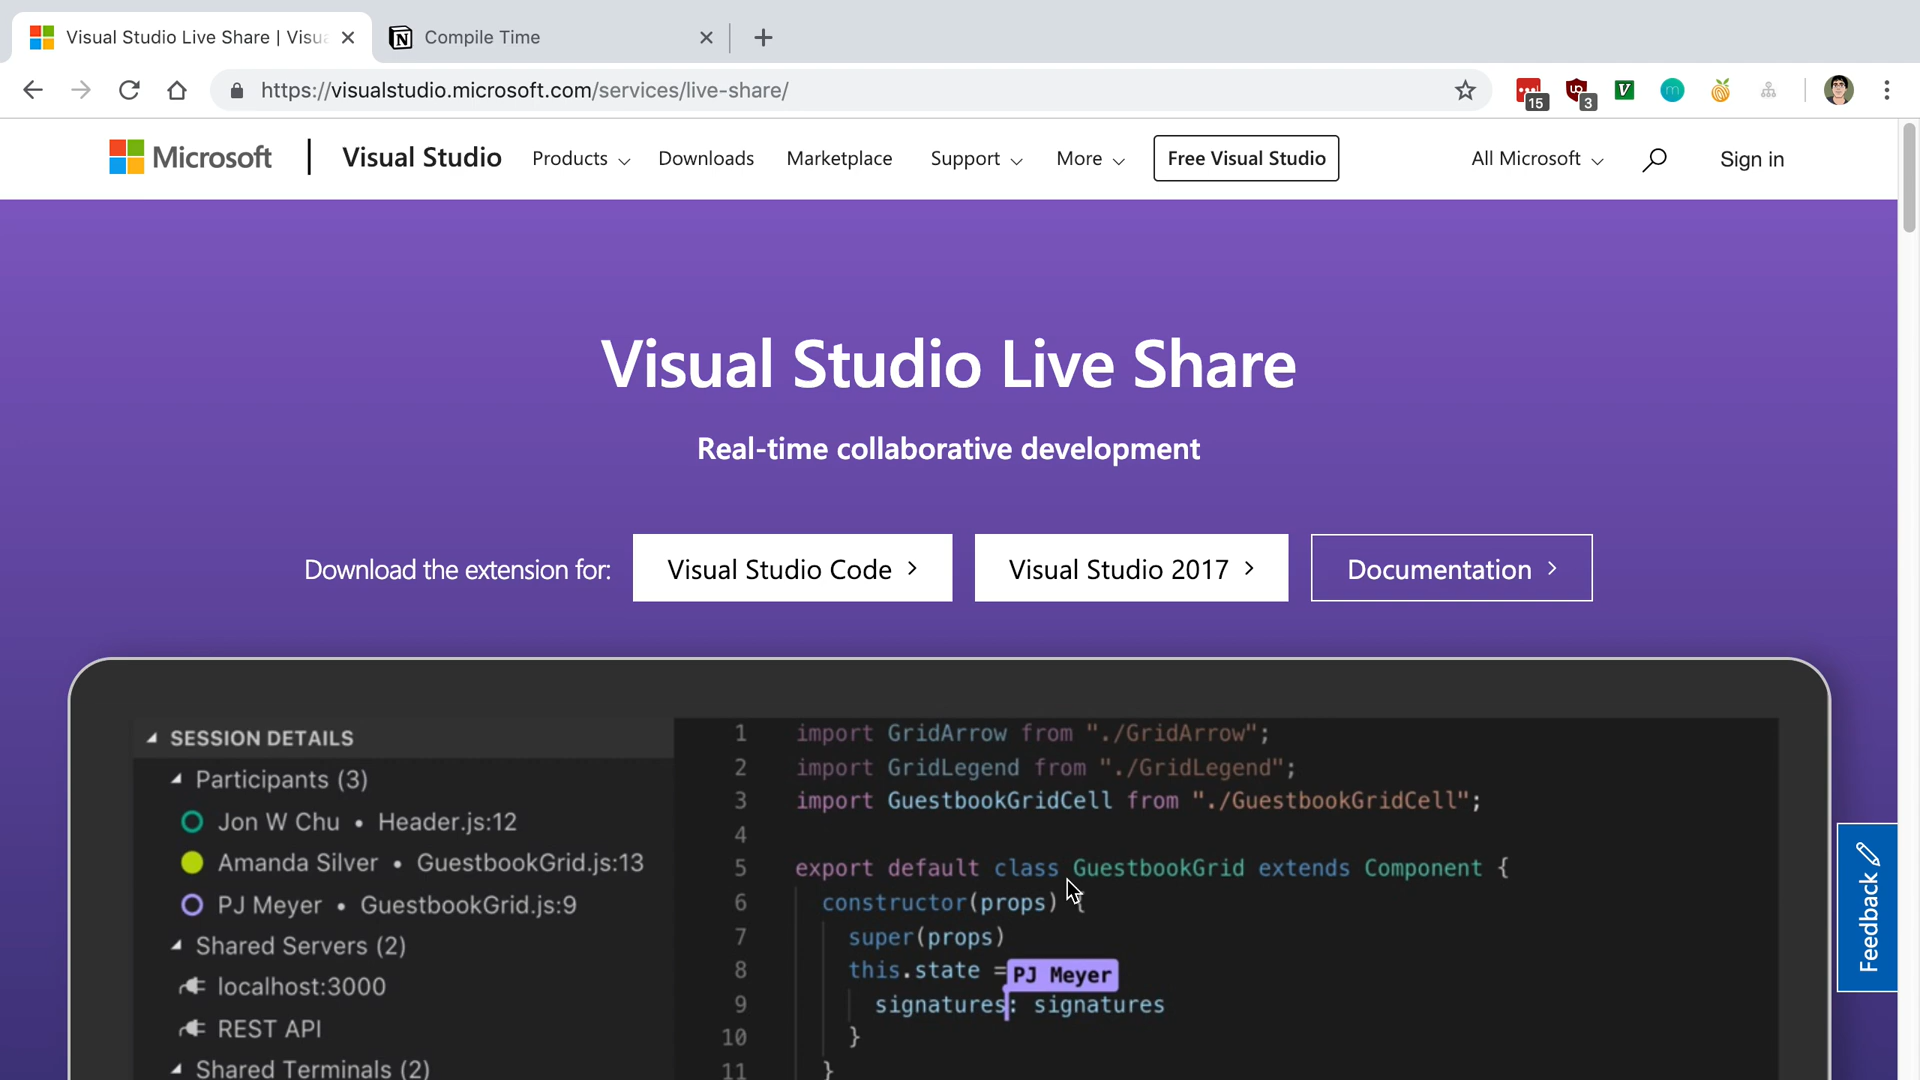 Visual Studio Live Share | Visua
Compile Time
https://visualstudio.microsoft.com/services/live-share/
15
3
Microsoft
Visual Studio
Products
Downloads
Marketplace
Support
More
Free Visual Studio
All Microsoft
Sign in
Visual Studio Live Share
Real-time collaborative development
Download the extension for:
Visual Studio Code
Visual Studio 2017
Documentation
SESSION DETAILS
Participants (3)
Jon W Chu • Header.js:12
Amanda Silver • GuestbookGrid.js:13
PJ Meyer • GuestbookGrid.js:9
Shared Servers (2)
localhost:3000
REST API
Shared Terminals (2)
1 import GridArrow from "./GridArrow";
2 import GridLegend from "./GridLegend";
3 import GuestbookGridCell from "./GuestbookGridCell";
4
5 export default class GuestbookGrid extends Component {
6 constructor(props) {
7 super(props)
8 this.state =
PJ Meyer
9 signatures: signatures
10 }
11 }
Feedback